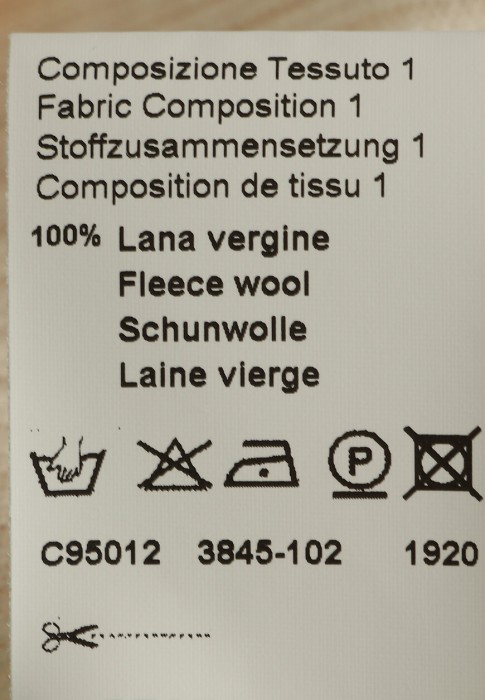 Composizione Tessuto 1
Fabric Composition 1
Stoffzusammensetzung 1
Composition de tissu 1
100% Lana vergine
Fleece wool
Schunwolle
Laine vierge
P
C95012 3845-102 1920